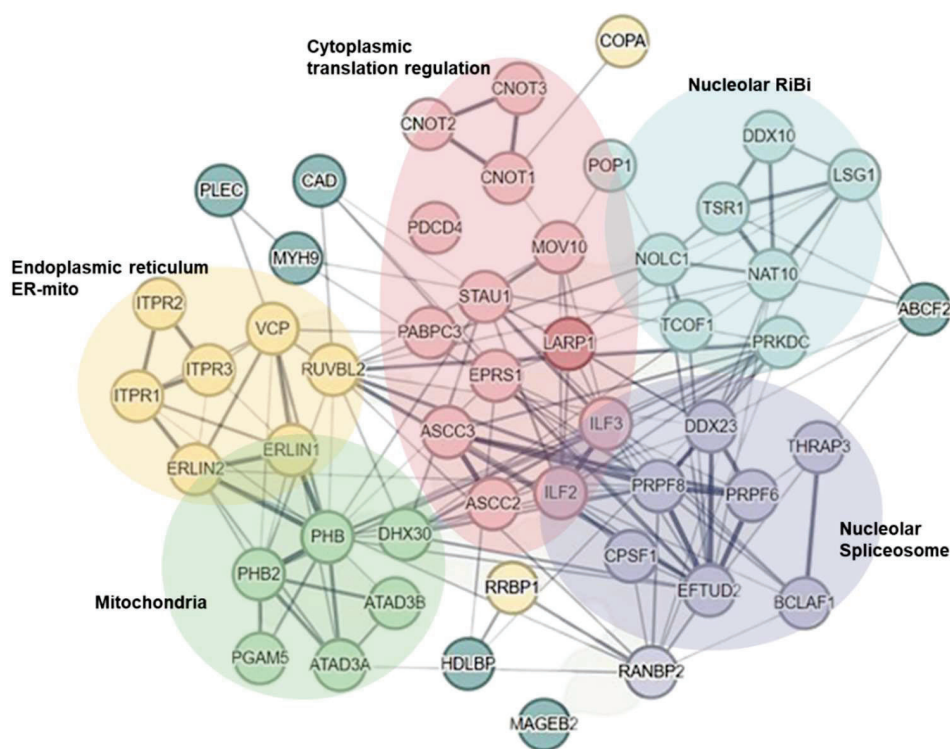 COPA
Cytoplasmic
translation regulation
CNOT3
Nucleolar RiBi
CNOT2
DDX10
POP1
LSG1
CNOT1
CAD
PLEC
TSR1
PDCD4
MOV10
NOLC1
MYH9
NAT10
Endoplasmic reticulum
ER-mito
STAU1
ITPR2
ABCF2
VCP
PABPC3
TCOF1
LARP1
PRKDC
ITPR3
RUVBL2
EPRS1
ITPR1
ILF3
DDX23
ASCC3
THRAP3
ERLIN1
ERLIN2
PRPF8
PRPF6
ILF2
ASCC2
Nucleolar
Spliceosome
PHB
DHX30
CPSF1
PHB2
EFTUD2
RRBP1
Mitochondria
ATAD3B
BCLAF1
PGAM5
ATAD3A
HDLBP
RANBP2
MAGEB2